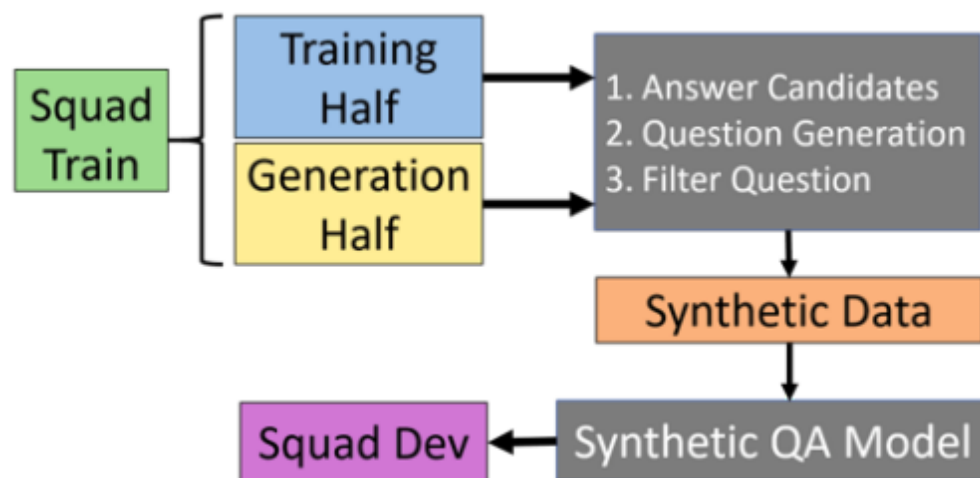 Squad
Train
Training
Half
Generation
Half
1. Answer Candidates
2. Question Generation
3. Filter Question
Synthetic Data
Synthetic QA Model
Squad Dev